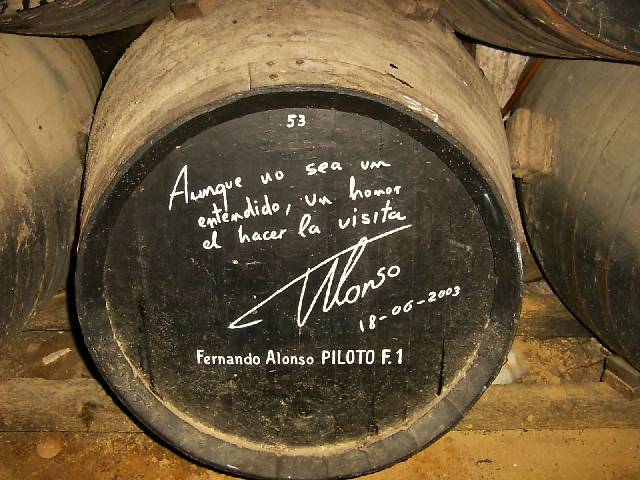 53
Aunque no sea un
entendido, un honor
el hacer la visita
Alonso
18-06-2003
Fernando Alonso PILOTO F.1